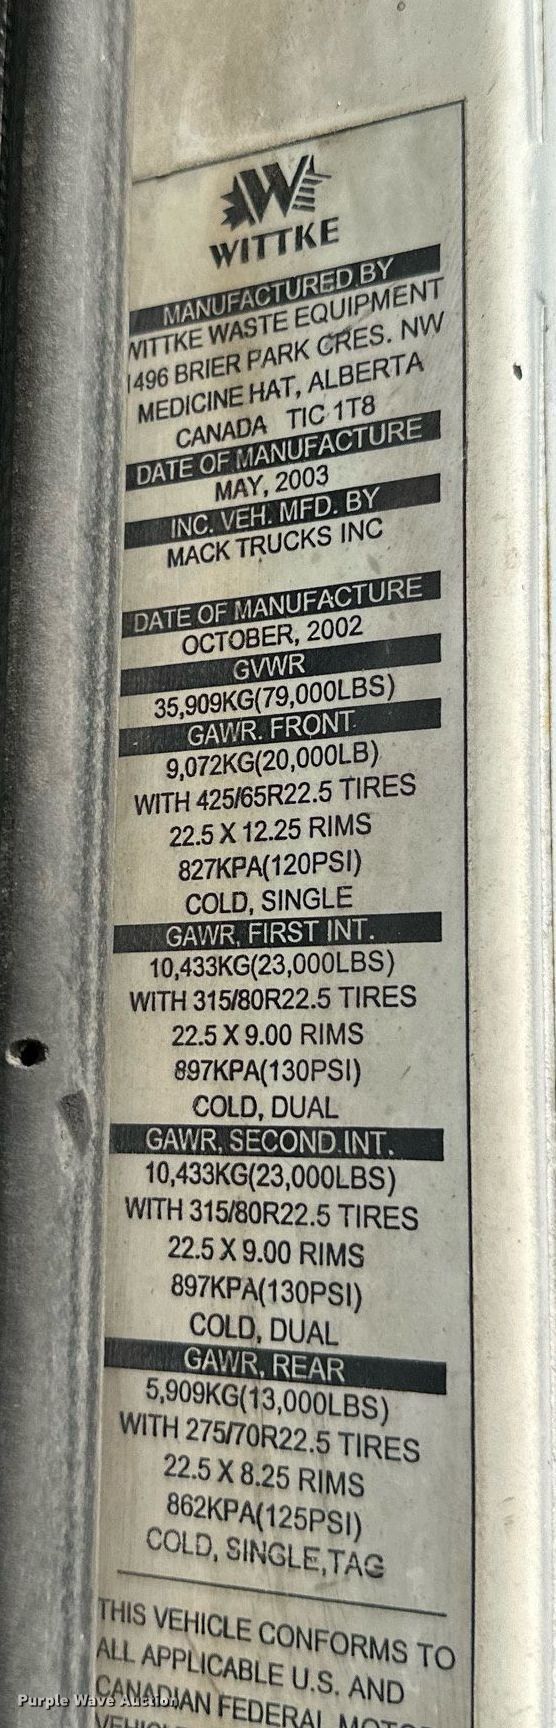 W
WITTKE
MANUFACTURED BY
WITTKE WASTE EQUIPMENT
1496 BRIER PARK CRES. NW
MEDICINE HAT, ALBERTA
CANADA TIC 1T8
DATE OF MANUFACTURE
MAY, 2003
INC. VEH. MFD. BY
MACK TRUCKS INC
DATE OF MANUFACTURE
OCTOBER, 2002
GVWR
35,909KG(79,000LBS)
GAWR. FRONT
9,072KG(20,000LB)
WITH 425/65R22.5 TIRES
22.5 X 12.25 RIMS
827KPA(120PSI)
COLD, SINGLE
GAWR, FIRST INT.
10,433KG(23,000LBS)
WITH 315/80R22.5 TIRES
22.5 X 9.00 RIMS
897KPA(130PSI)
COLD, DUAL
GAWR, SECOND INT.
10,433KG(23,000LBS)
WITH 315/80R22.5 TIRES
22.5 X 9.00 RIMS
897KPA(130PSI)
COLD, DUAL
GAWR, REAR
5,909KG(13,000LBS)
WITH 275/70R22.5 TIRES
22.5 X 8.25 RIMS
862KPA(125PSI)
COLD, SINGLE,TAG
THIS VEHICLE CONFORMS TO
ALL APPLICABLE U.S. AND
CANADIAN FEDERAL
Purple Wave Auction